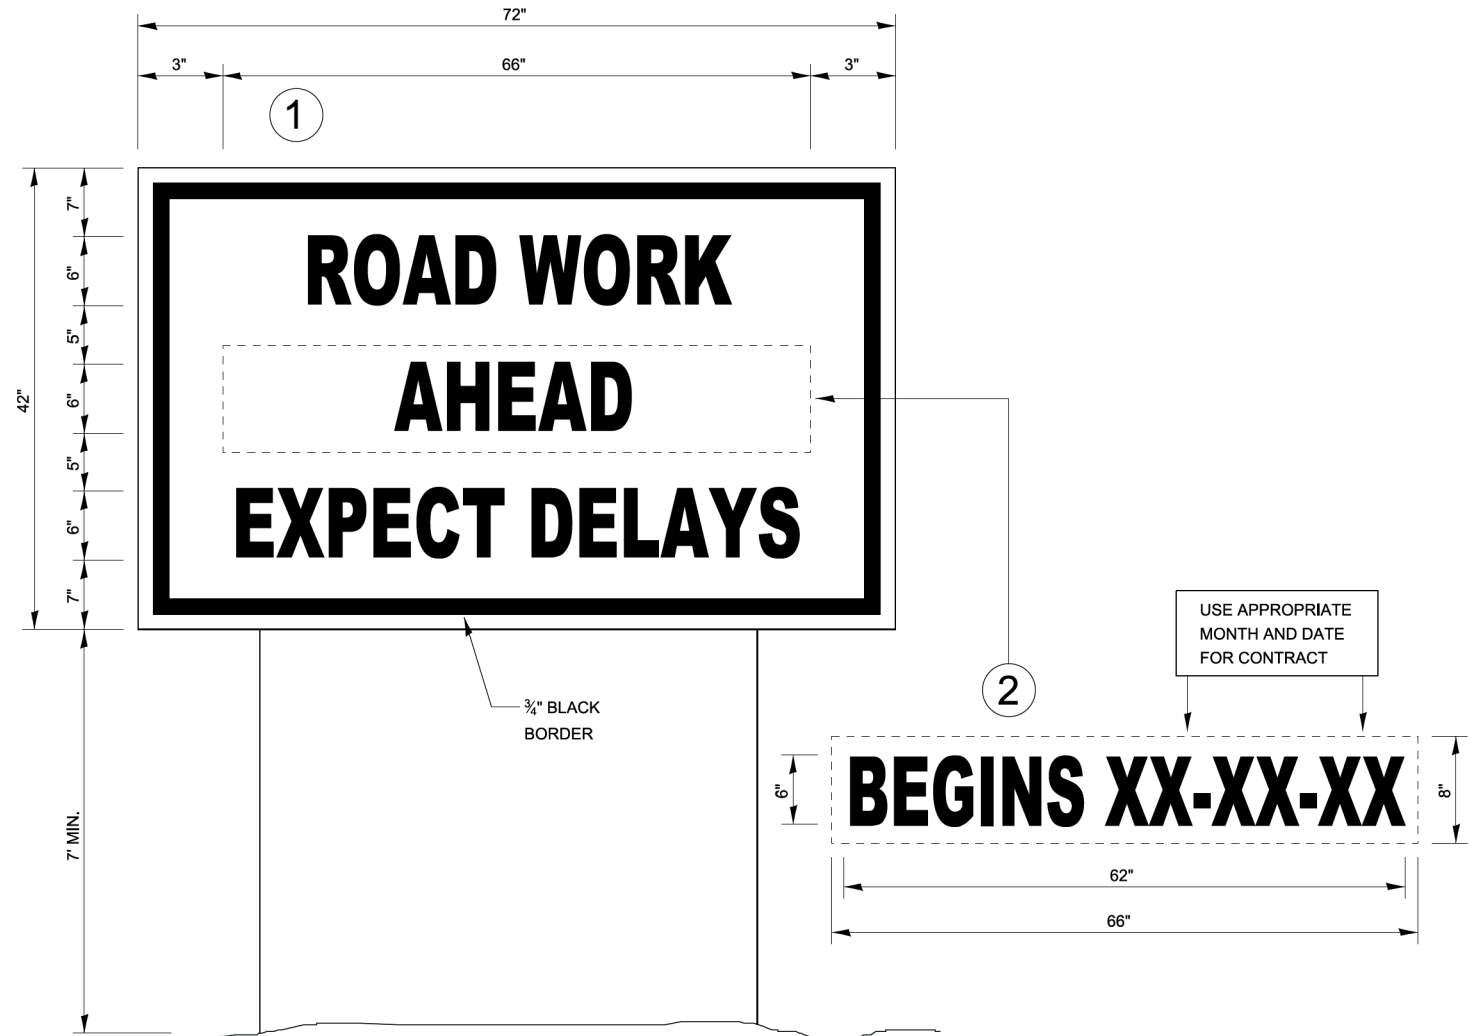 72"
3" 66" 3"
1
7"
6"
5"
6"
5"
6"
7"
42"
ROAD WORK
AHEAD
EXPECT DELAYS
¾" BLACK
BORDER
7' MIN.
2
USE APPROPRIATE
MONTH AND DATE
FOR CONTRACT
6"
BEGINS XX-XX-XX
8"
62"
66"